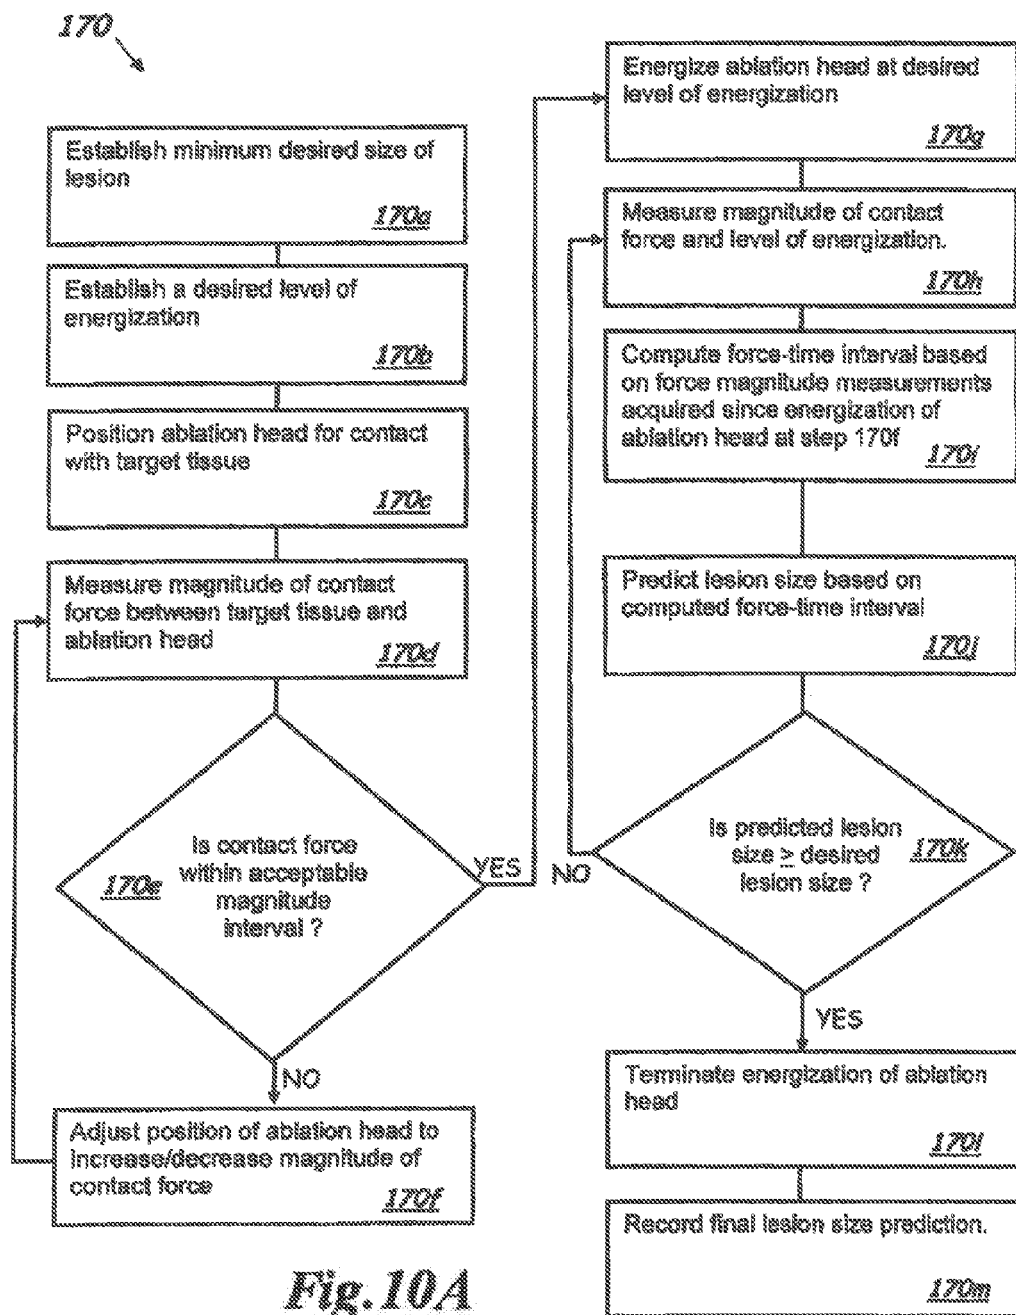 170
Establish minimum desired size of
lesion
170a
Establish a desired level of
energization
170b
Position ablation head for contact
with target tissue
170c
Measure magnitude of contact
force between target tissue and
ablation head
170d
Is contact force
within acceptable
magnitude
interval ?
170e
YES
NO
Adjust position of ablation head to
increase/decrease magnitude of
contact force
170f
Energize ablation head at desired
level of energization
170g
Measure magnitude of contact
force and level of energization.
170h
Compute force-time interval based
on force magnitude measurements
acquired since energization of
ablation head at step 170f
170i
Predict lesion size based on
computed force-time interval
170j
Is predicted lesion
size ≥ desired
lesion size ?
170k
NO
YES
Terminate energization of ablation
head
170l
Record final lesion size prediction.
170m
Fig.10A